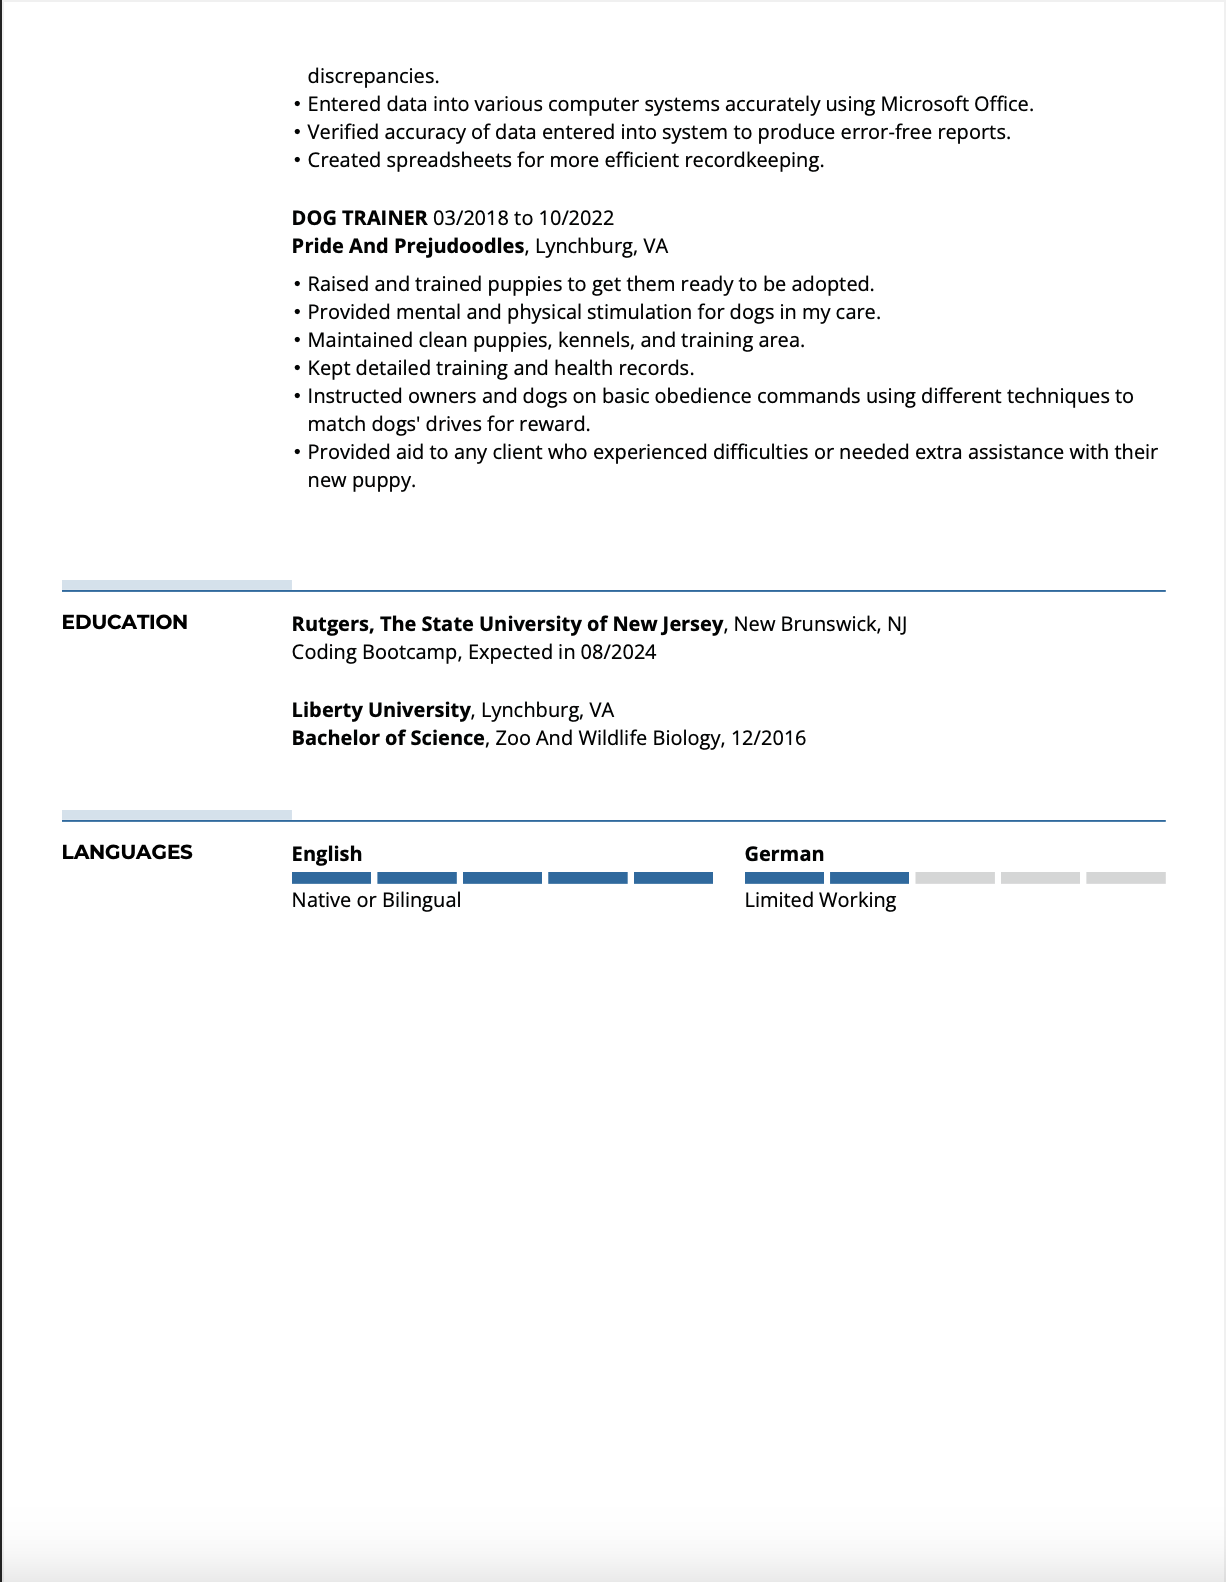 discrepancies.
• Entered data into various computer systems accurately using Microsoft Office.
• Verified accuracy of data entered into system to produce error-free reports.
• Created spreadsheets for more efficient recordkeeping.
DOG TRAINER 03/2018 to 10/2022
Pride And Prejudoodles, Lynchburg, VA
• Raised and trained puppies to get them ready to be adopted.
• Provided mental and physical stimulation for dogs in my care.
• Maintained clean puppies, kennels, and training area.
• Kept detailed training and health records.
• Instructed owners and dogs on basic obedience commands using different techniques to
match dogs' drives for reward.
• Provided aid to any client who experienced difficulties or needed extra assistance with their
new puppy.
EDUCATION
Rutgers, The State University of New Jersey, New Brunswick, NJ
Coding Bootcamp, Expected in 08/2024
Liberty University, Lynchburg, VA
Bachelor of Science, Zoo And Wildlife Biology, 12/2016
LANGUAGES
English
Native or Bilingual
German
Limited Working